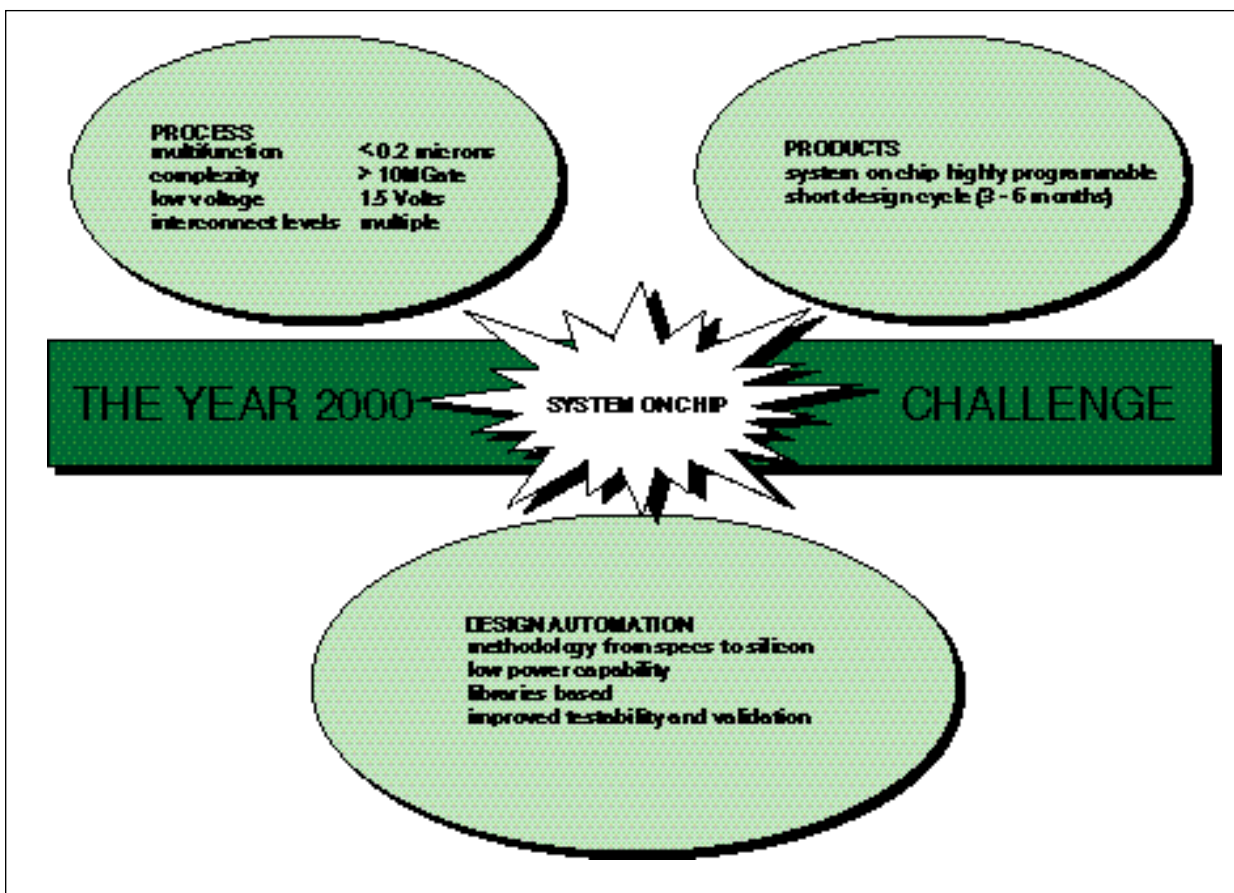 PROCESS
multifunction < 0.2 microns
complexity > 10MGate
low voltage 1.5 Volts
interconnect levels multiple
PRODUCTS
system on chip highly programmable
short design cycle (3 - 6 months)
THE YEAR 2000 SYSTEM ON CHIP CHALLENGE
DESIGN AUTOMATION
methodology from specs to silicon
low power capability
libraries based
improved testability and validation